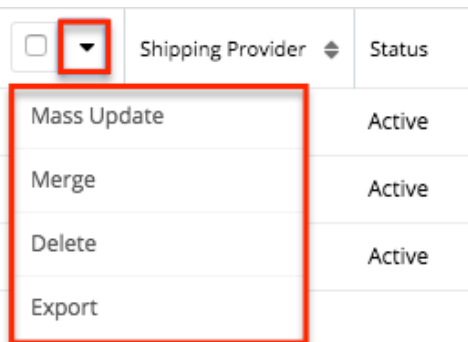 Shipping Provider Status
Mass Update Active
Merge Active
Delete Active
Export